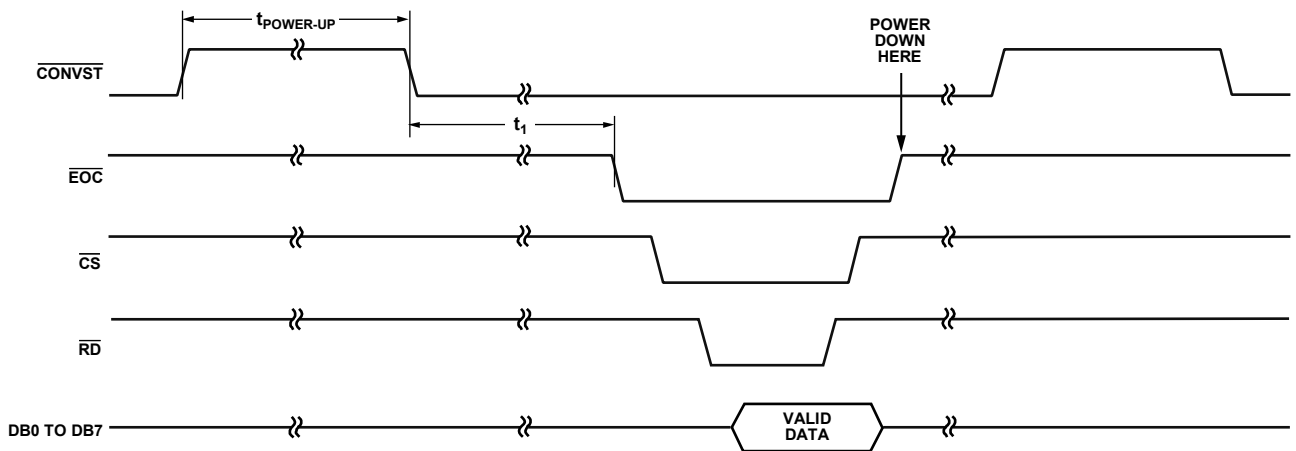 tPOWER-UP
POWER
DOWN
HERE
CONVST
t1
EOC
CS
RD
DB0 TO DB7
VALID
DATA